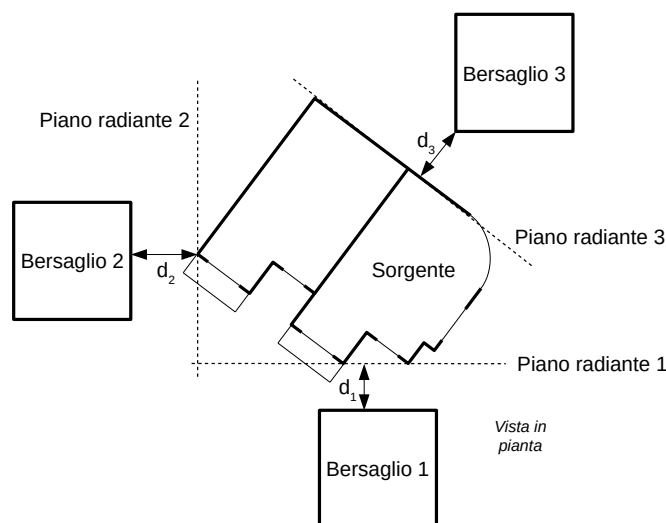 Bersaglio 3
Piano radiante 2
d3
Bersaglio 2
d2
Sorgente
Piano radiante 3
Piano radiante 1
d1
Bersaglio 1
Vista in
pianta